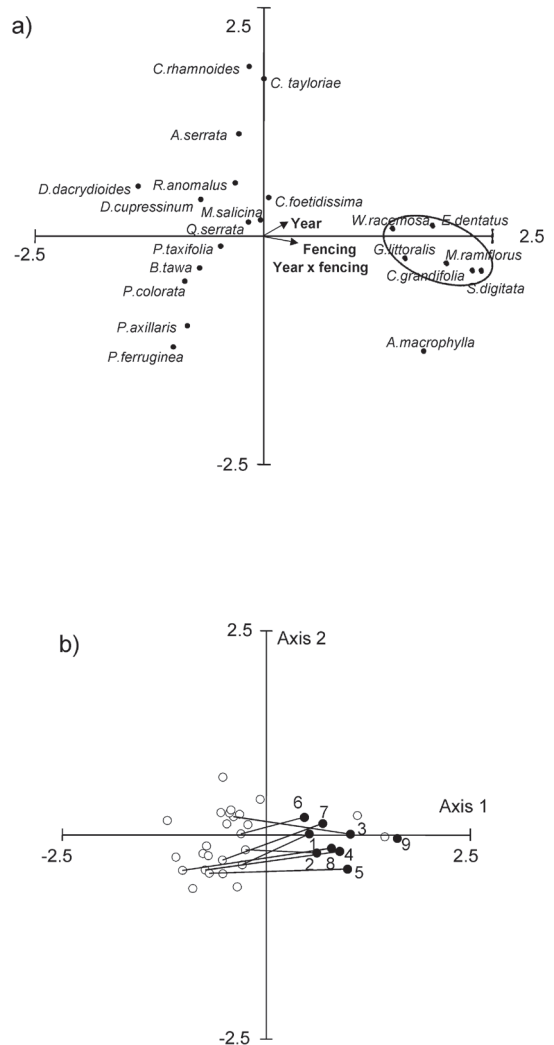 a)
2.5
C.rhamnoides
C. tayloriae
A.serrata
R.anomalus
D.dacrydioides
D.cupressinum
C.foetidissima
M.salicina
Q.serrata
Year
W.racemosa
E.dentatus
-2.5
2.5
P.taxifolia
Fencing
G.littoralis
M.ramiflorus
B.tawa
Year x fencing
C.grandifolia
P.colorata
S.digitata
P.axillaris
A.macrophylla
P.ferruginea
-2.5
b)
2.5
Axis 2
6
7
Axis 1
3
-2.5
1
9
2.5
2
8
4
5
-2.5